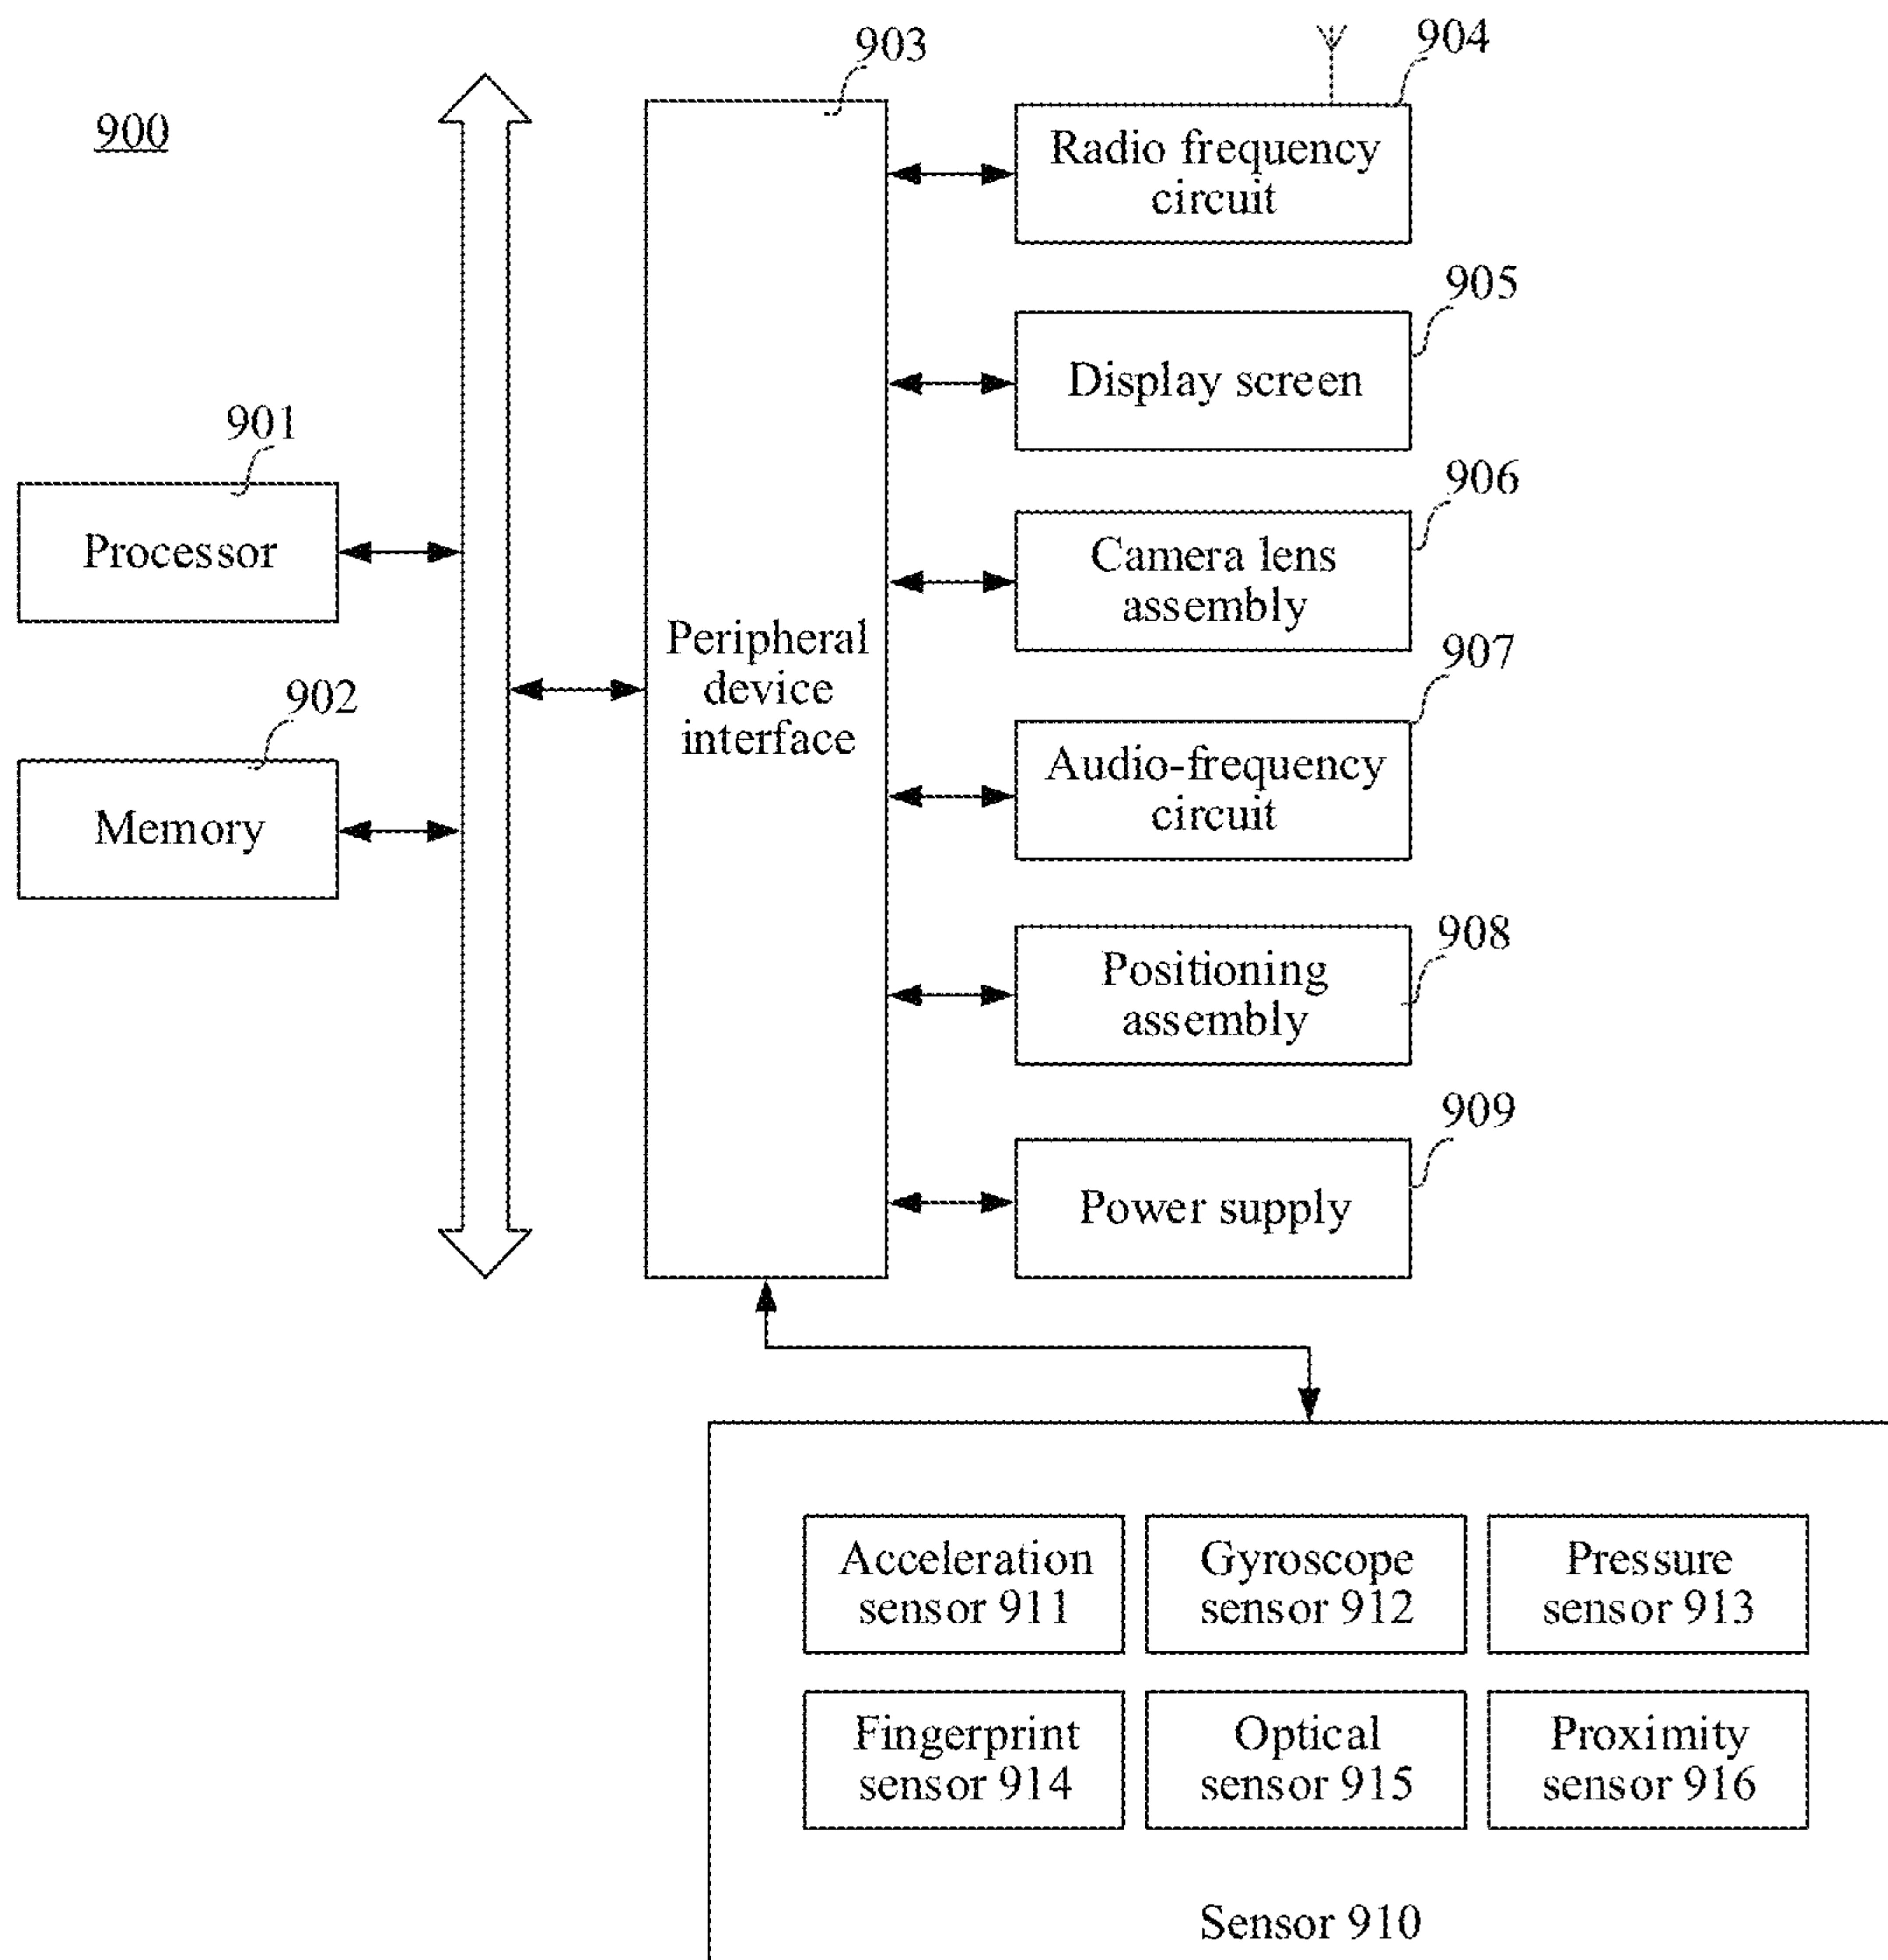 900
903
904
Radio frequency
circuit
905
Display screen
901
Processor
906
Camera lens
assembly
Peripheral
device
interface
902
Memory
907
Audio-frequency
circuit
908
Positioning
assembly
909
Power supply
Acceleration
sensor 911
Gyroscope
sensor 912
Pressure
sensor 913
Fingerprint
sensor 914
Optical
sensor 915
Proximity
sensor 916
Sensor 910